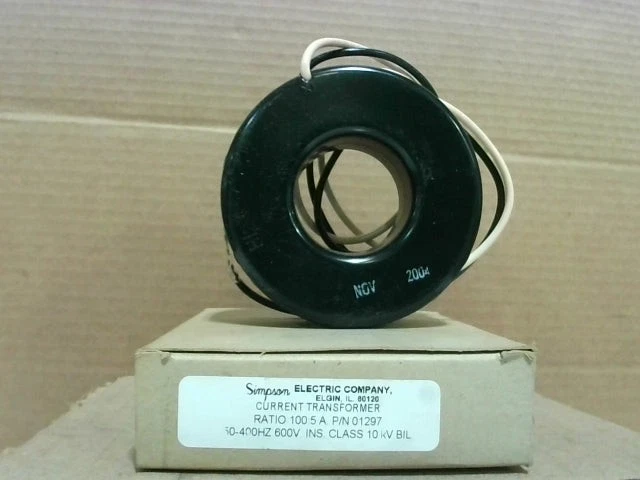 NOV 2004
Simpson ELECTRIC COMPANY,
ELGIN, IL. 60120
CURRENT TRANSFORMER
RATIO 100:5 A. P/N 01297
50-400HZ 600V. INS. CLASS 10 kV BIL